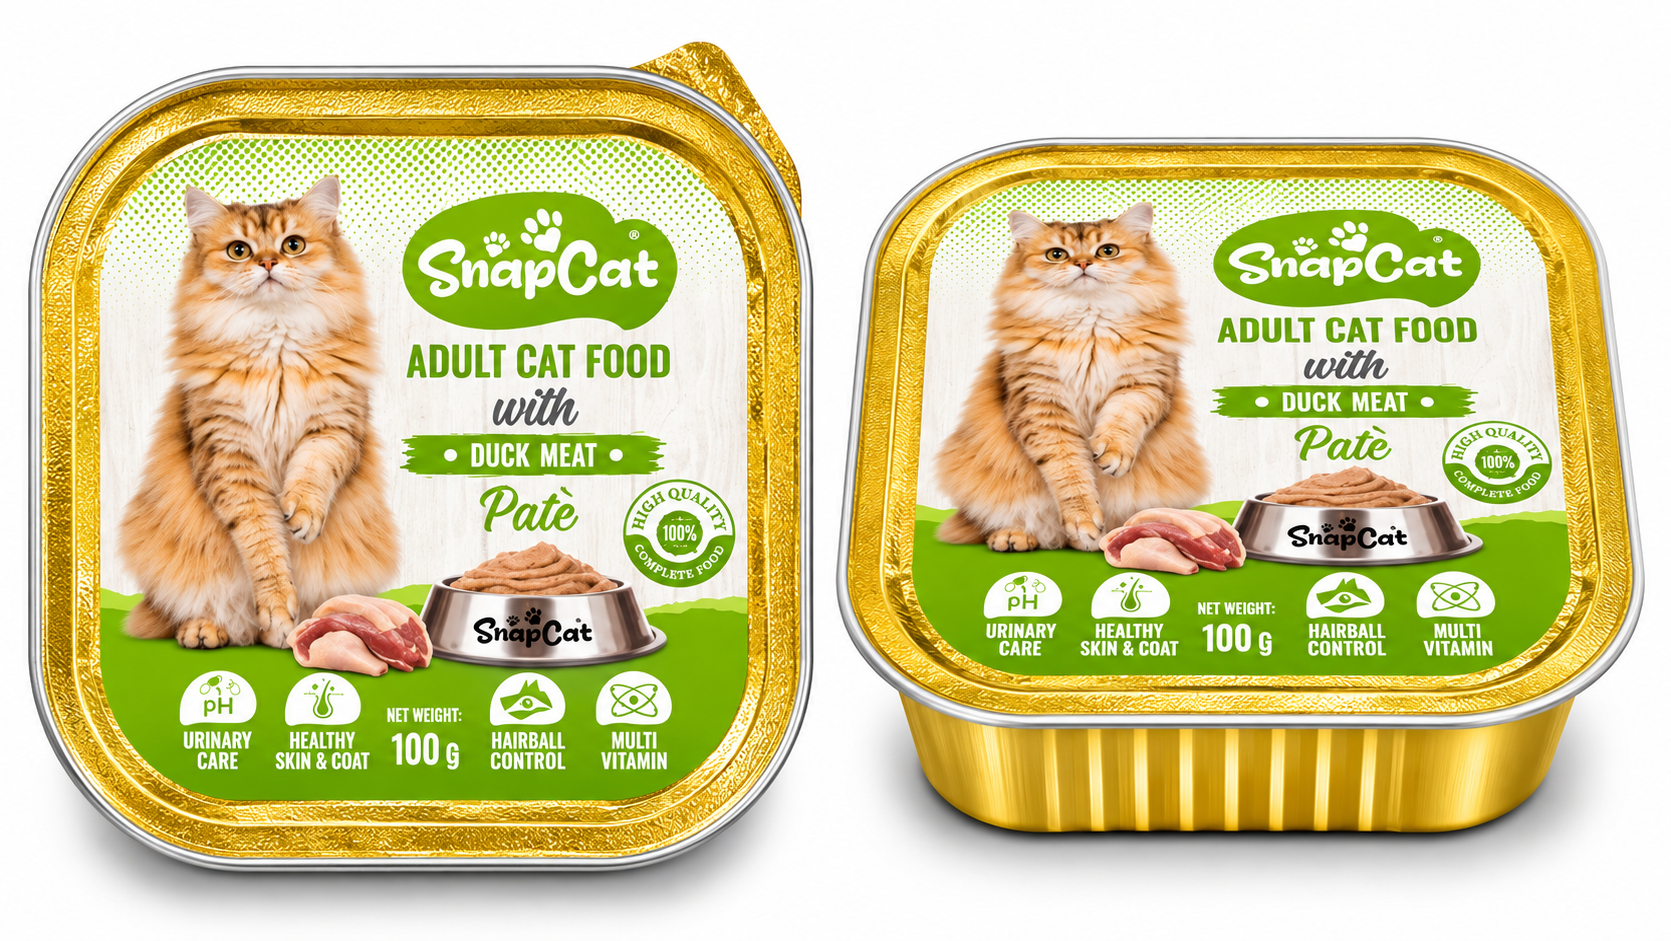 SnapCat®
ADULT CAT FOOD
with
• DUCK MEAT •
Patè
HIGH QUALITY
100%
COMPLETE FOOD
SnapCat
pH
URINARY
CARE
HEALTHY
SKIN & COAT
NET WEIGHT:
100 g
HAIRBALL
CONTROL
MULTI
VITAMIN
SnapCat®
ADULT CAT FOOD
with
• DUCK MEAT •
Patè
HIGH QUALITY
100%
COMPLETE FOOD
SnapCat
pH
URINARY
CARE
HEALTHY
SKIN & COAT
NET WEIGHT:
100 g
HAIRBALL
CONTROL
MULTI
VITAMIN